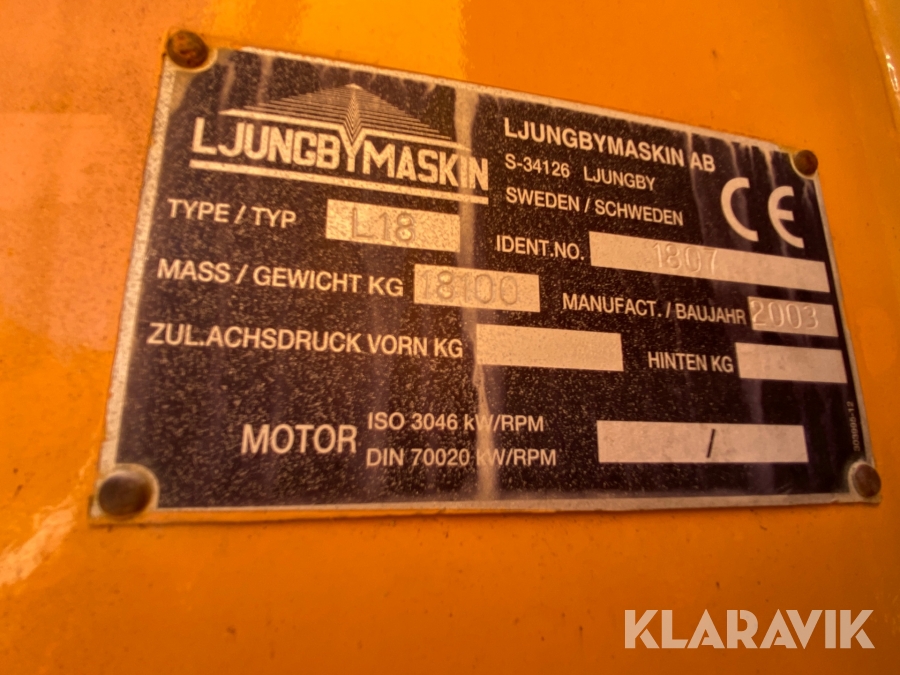 LJUNGBYMASKIN
LJUNGBYMASKIN AB
S-34126 LJUNGBY
SWEDEN / SCHWEDEN
CE
TYPE / TYP L18
IDENT.NO. 1807
MASS / GEWICHT KG 18100
MANUFACT. / BAUJAHR 2003
ZUL.ACHSDRUCK VORN KG
HINTEN KG
MOTOR ISO 3046 kW/RPM
DIN 70020 kW/RPM
/
KLARAVIK